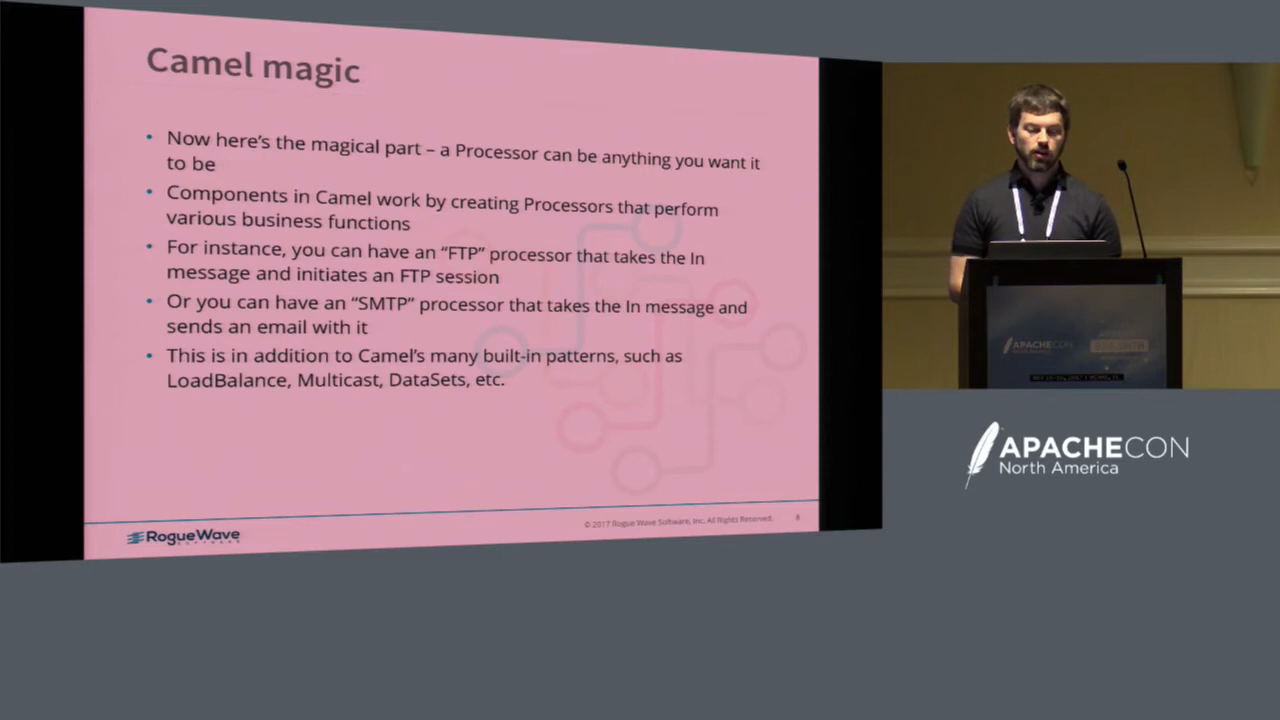 Camel magic
• Now here's the magical part – a Processor can be anything you want it
to be
• Components in Camel work by creating Processors that perform
various business functions
• For instance, you can have an “FTP” processor that takes the In
message and initiates an FTP session
• Or you can have an “SMTP” processor that takes the In message and
sends an email with it
• This is in addition to Camel's many built-in patterns, such as
LoadBalance, Multicast, DataSets, etc.
RogueWave
SOFTWARE
© 2017 Rogue Wave Software, Inc. All Rights Reserved.
8
APACHECON
APACHECON
North America